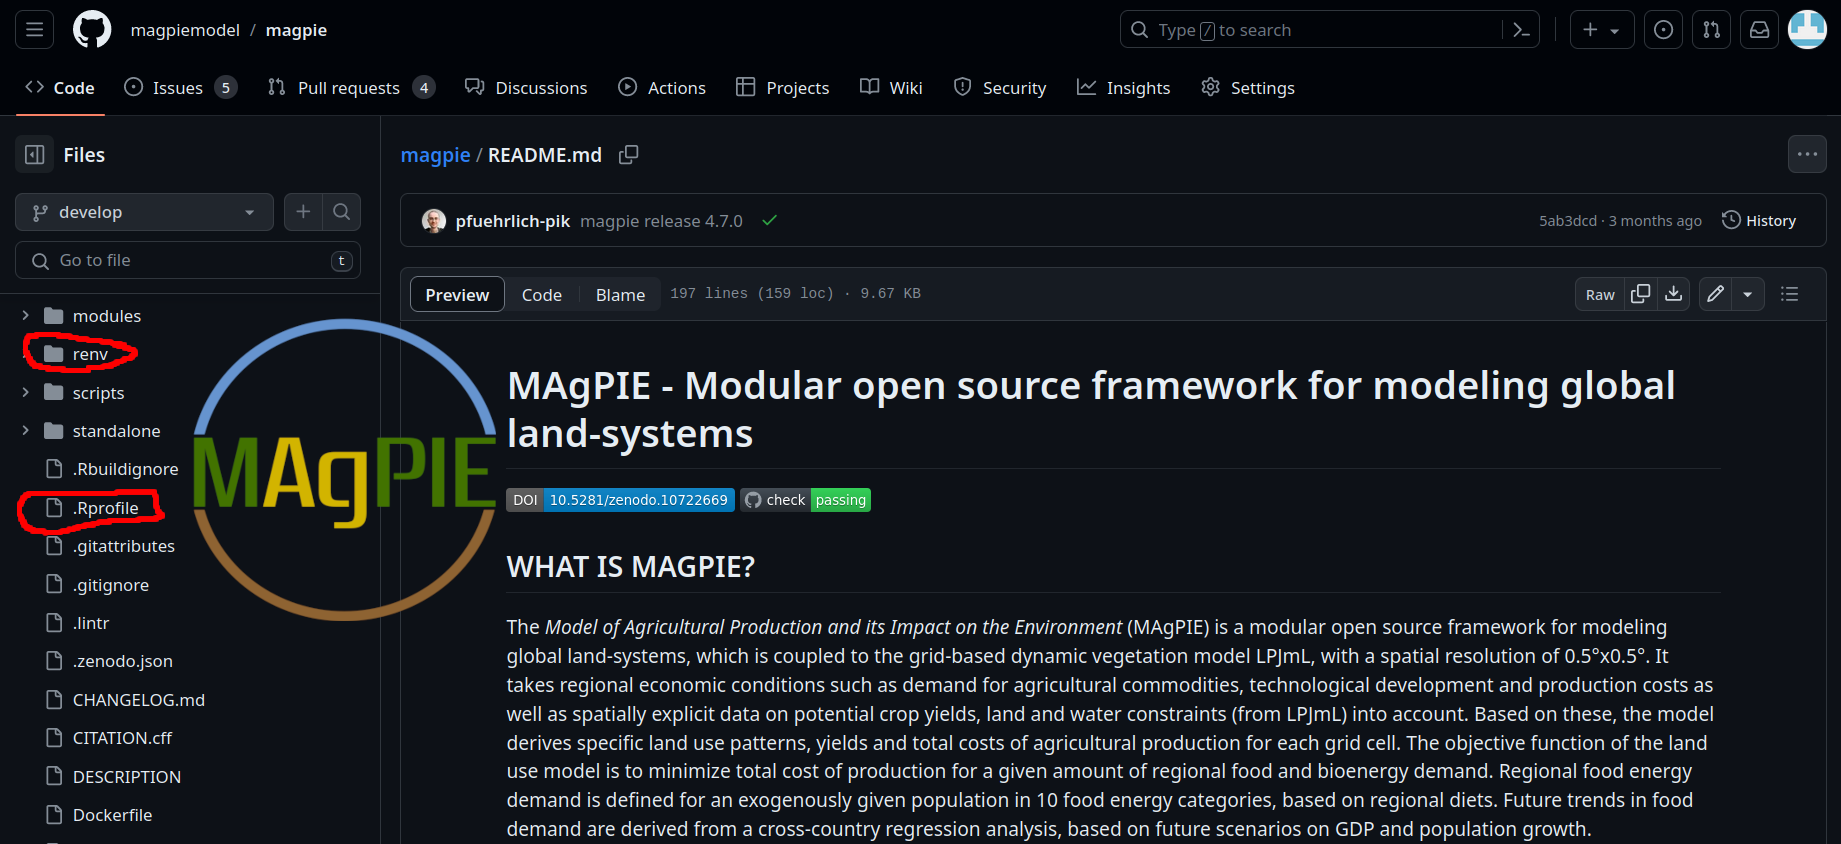 magpiemodel / magpie
Type / to search
Code
Issues 5
Pull requests 4
Discussions
Actions
Projects
Wiki
Security
Insights
Settings
Files
develop
Go to file
t
modules
renv
scripts
standalone
.Rbuildignore
.Rprofile
.gitattributes
.gitignore
.lintr
.zenodo.json
CHANGELOG.md
CITATION.cff
DESCRIPTION
Dockerfile
MAgPIE
magpie / README.md
pfuehrlich-pik magpie release 4.7.0
5ab3dcd · 3 months ago
History
Preview
Code
Blame
197 lines (159 loc) · 9.67 KB
Raw
MAgPIE - Modular open source framework for modeling global
land-systems
DOI 10.5281/zenodo.10722669
check passing
WHAT IS MAGPIE?
The Model of Agricultural Production and its Impact on the Environment (MAgPIE) is a modular open source framework for modeling
global land-systems, which is coupled to the grid-based dynamic vegetation model LPJmL, with a spatial resolution of 0.5°x0.5°. It
takes regional economic conditions such as demand for agricultural commodities, technological development and production costs as
well as spatially explicit data on potential crop yields, land and water constraints (from LPJmL) into account. Based on these, the model
derives specific land use patterns, yields and total costs of agricultural production for each grid cell. The objective function of the land
use model is to minimize total cost of production for a given amount of regional food and bioenergy demand. Regional food energy
demand is defined for an exogenously given population in 10 food energy categories, based on regional diets. Future trends in food
demand are derived from a cross-country regression analysis, based on future scenarios on GDP and population growth.